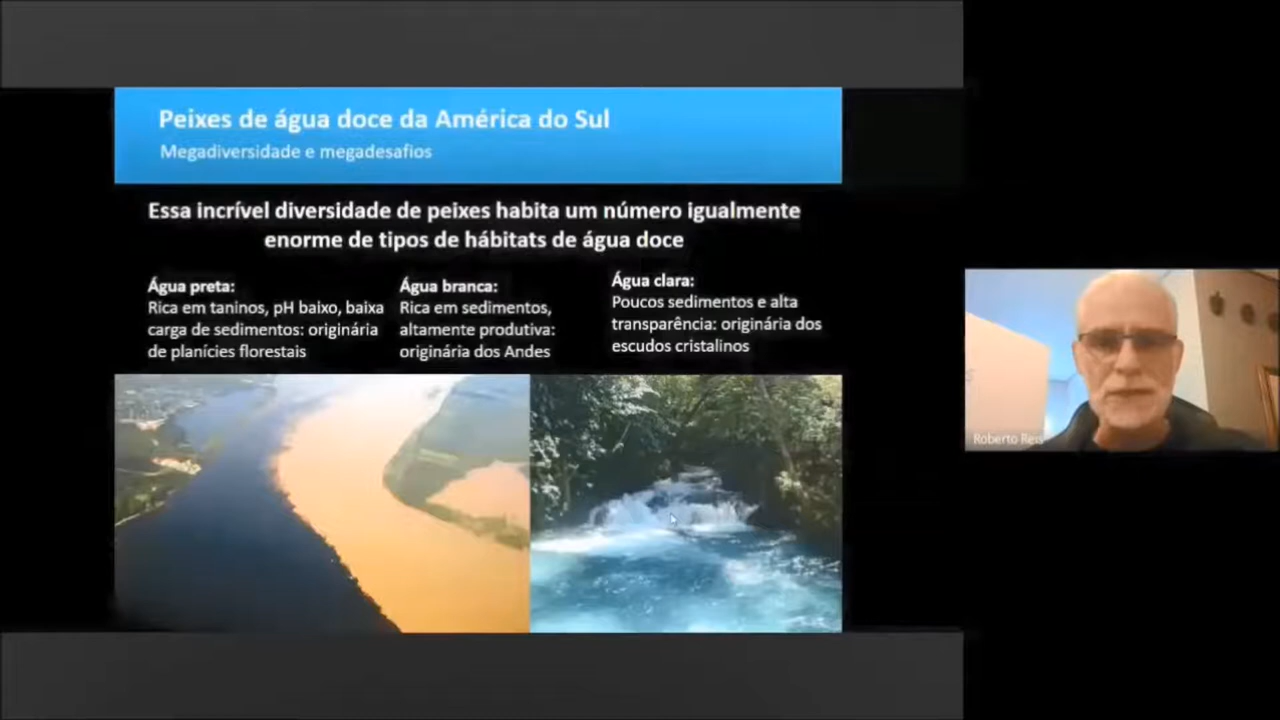 Peixes de água doce da América do Sul
Megadiversidade e megadesafios
Essa incrível diversidade de peixes habita um número igualmente
enorme de tipos de hábitats de água doce
Água preta:
Rica em taninos, pH baixo, baixa
carga de sedimentos: originária
de planícies florestais
Água branca:
Rica em sedimentos,
altamente produtiva:
originária dos Andes
Água clara:
Poucos sedimentos e alta
transparência: originária dos
escudos cristalinos
Roberto Reis